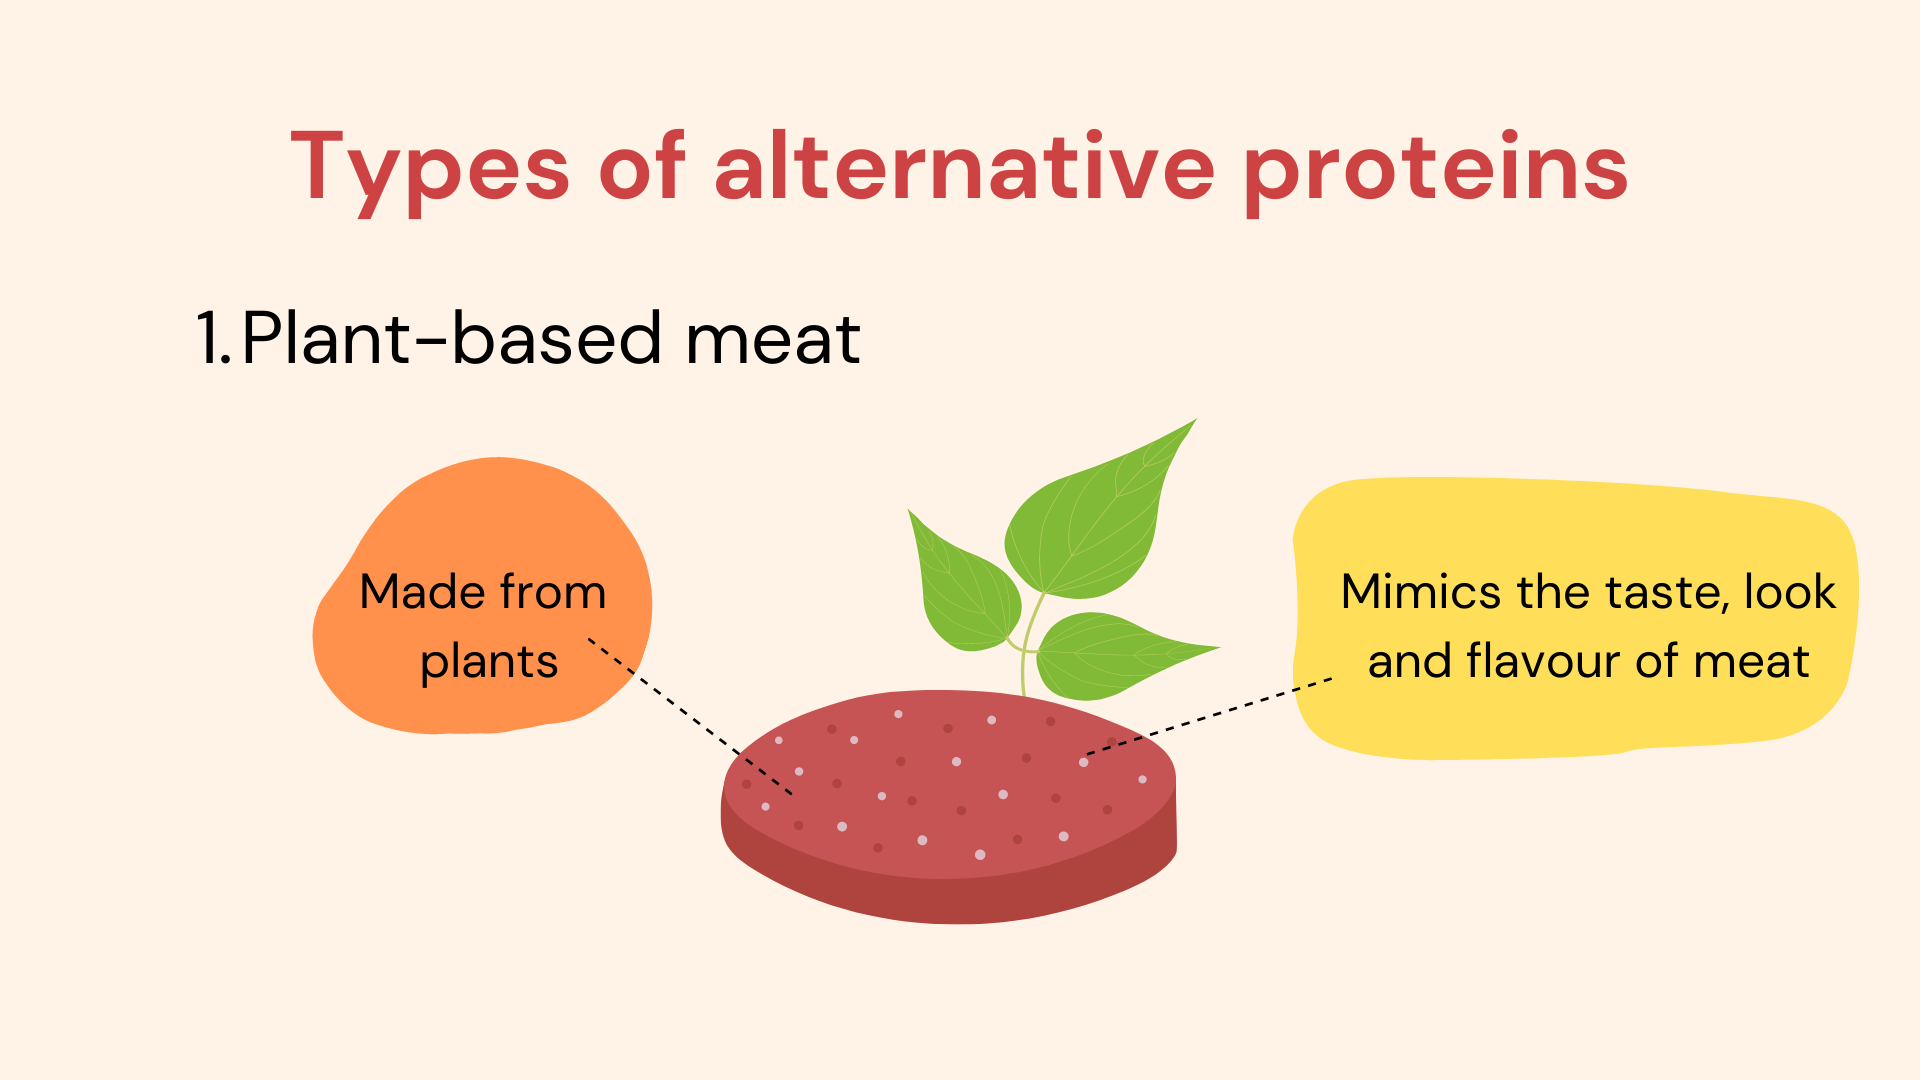 Types of alternative proteins
1. Plant-based meat
Made from
plants
Mimics the taste, look
and flavour of meat